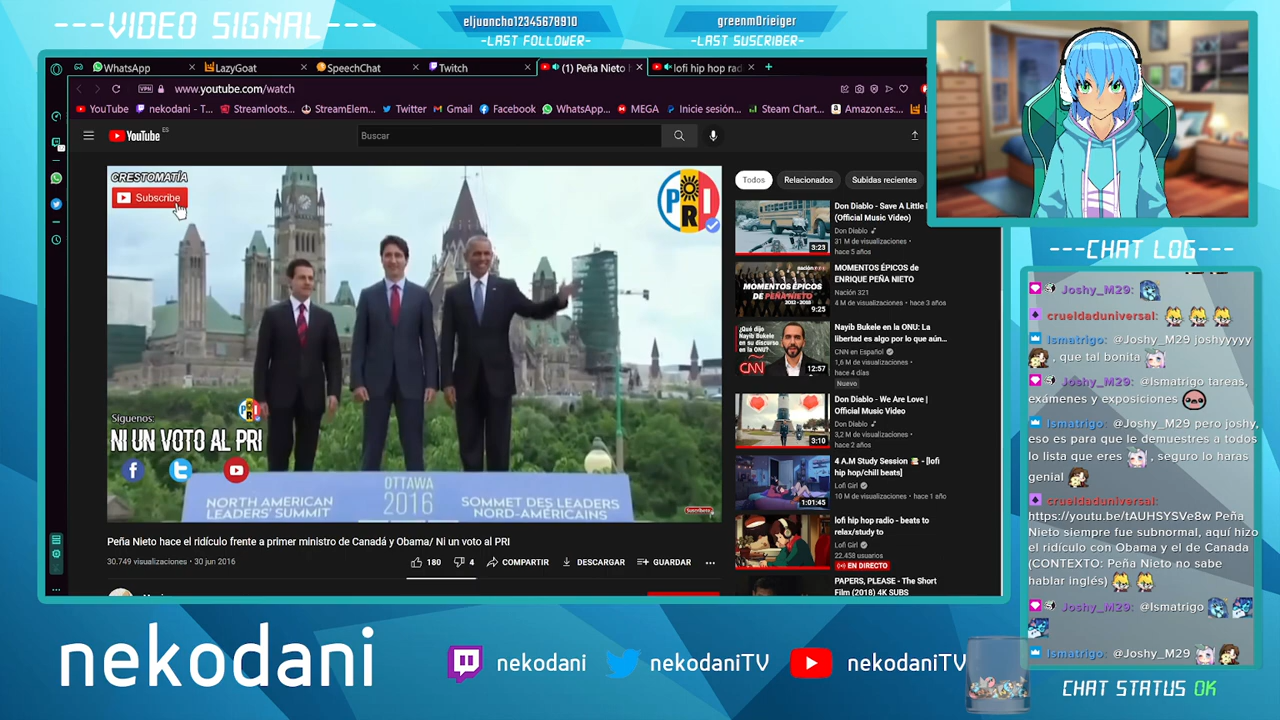 ---VIDEO SIGNAL---
eljuancho12345678910
-LAST FOLLOWER-
greenm0rieiger
-LAST SUSCRIBER-
WhatsApp
LazyGoat
SpeechChat
Twitch
(1) Peña Nieto
lofi hip hop rad
VPN
www.youtube.com/watch
YouTube
nekodani - T...
Streamloots...
StreamElem...
Twitter
Gmail
Facebook
WhatsApp...
MEGA
Inicie sesión...
Steam Chart...
Amazon.es:...
YouTube ES
Buscar
CRESTOMATÍA
Subscribe
PRI
Síguenos:
NI UN VOTO AL PRI
NORTH AMERICAN
LEADERS' SUMMIT
OTTAWA
2016
SOMMET DES LEADERS
NORD-AMÉRICAINS
Suscríbete
Peña Nieto hace el ridículo frente a primer ministro de Canadá y Obama/ Ni un voto al PRI
30.749 visualizaciones • 30 jun 2016
180
4
COMPARTIR
DESCARGAR
GUARDAR
Todos
Relacionados
Subidas recientes
Don Diablo - Save A Little
(Official Music Video)
Don Diablo
31 M de visualizaciones •
hace 5 años
3:23
MOMENTOS ÉPICOS de
ENRIQUE PEÑA NIETO
Nación 321
4 M de visualizaciones • hace 3 años
MOMENTOS ÉPICOS
DE PEÑA NIETO
9:25
Nayib Bukele en la ONU: La
libertad es algo por lo que aún...
CNN en Español
1,6 M de visualizaciones •
hace 4 días
Nuevo
¿Qué dijo
Nayib Bukele
en su discurso
en la ONU?
CNN
12:57
Don Diablo - We Are Love |
Official Music Video
Don Diablo
3,2 M de visualizaciones •
hace 2 años
3:10
4 A.M Study Session - [lofi
hip hop/chill beats]
Lofi Girl
10 M de visualizaciones • hace 1 año
1:01:45
lofi hip hop radio - beats to
relax/study to
Lofi Girl
22.458 usuarios
EN DIRECTO
PAPERS, PLEASE - The Short
Film (2018) 4K SUBS
---CHAT LOG---
Joshy_M29:
crueldaduniversal:
Ismatrigo: @Joshy_M29 joshyyyyy
, que tal bonita
Joshy_M29: @Ismatrigo tareas,
exámenes y exposiciones
Ismatrigo: @Joshy_M29 pero joshy,
eso es para que le demuestres a todos
lo lista que eres , seguro lo haras
genial
crueldaduniversal:
https://youtu.be/tAUHSYSVe8w Peña
Nieto siempre fue subnormal, aquí hizo
el ridículo con Obama y el de Canada
(CONTEXTO: Peña Nieto no sabe
hablar inglés)
Joshy_M29: @Ismatrigo
Ismatrigo: @Joshy_M29
CHAT STATUS OK
nekodani
nekodani
nekodaniTV
nekodaniTV